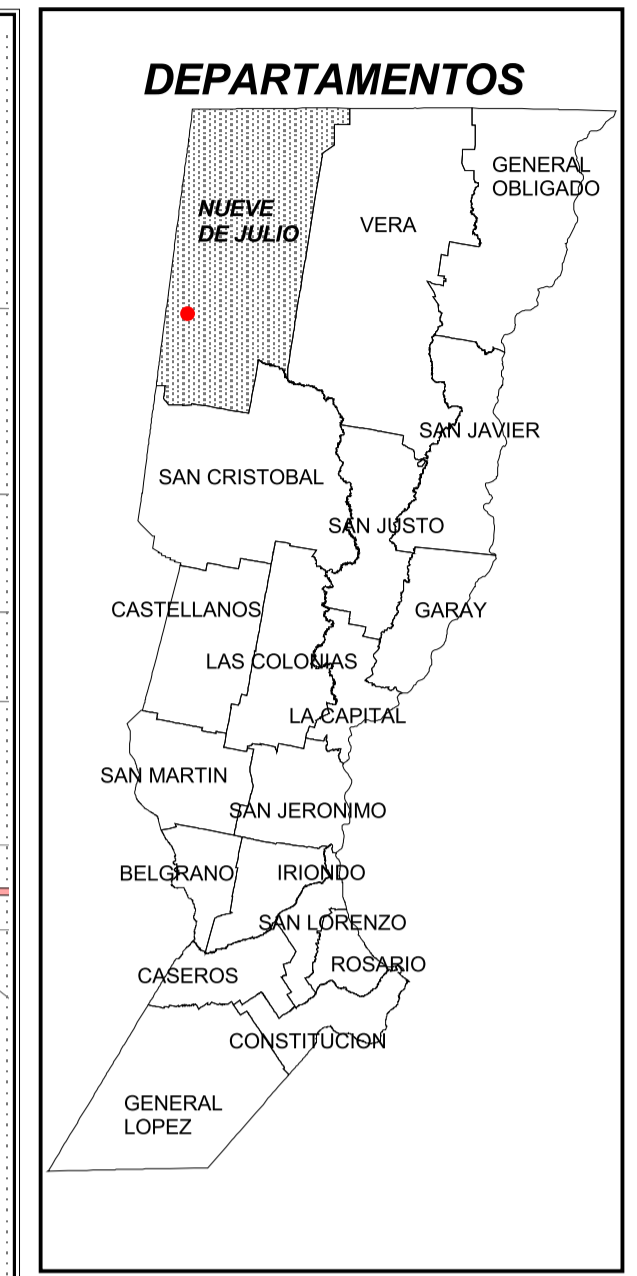 DEPARTAMENTOS
GENERAL
OBLIGADO
NUEVE
DE JULIO
VERA
SAN JAVIER
SAN CRISTOBAL
SAN JUSTO
CASTELLANOS
GARAY
LAS COLONIAS
LA CAPITAL
SAN MARTIN
SAN JERONIMO
BELGRANO
IRIONDO
SAN LORENZO
ROSARIO
CASEROS
CONSTITUCION
GENERAL
LOPEZ